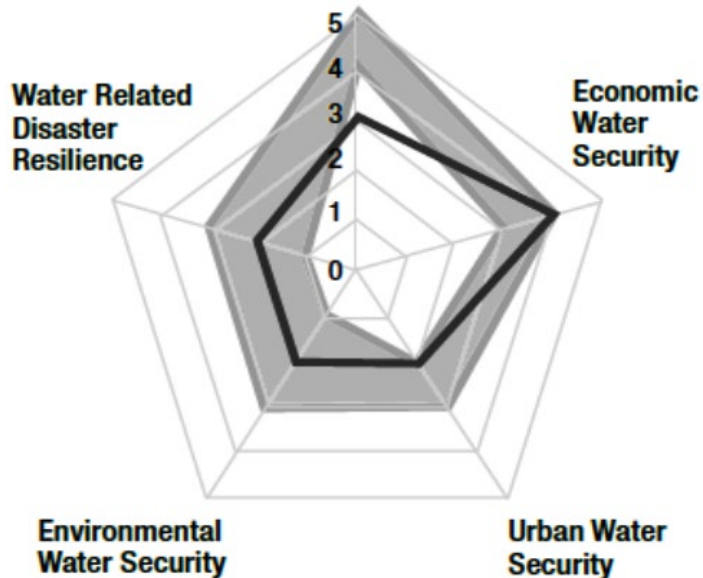 5
4
3
2
1
0
Water Related
Disaster
Resilience
Economic
Water
Security
Environmental
Water Security
Urban Water
Security